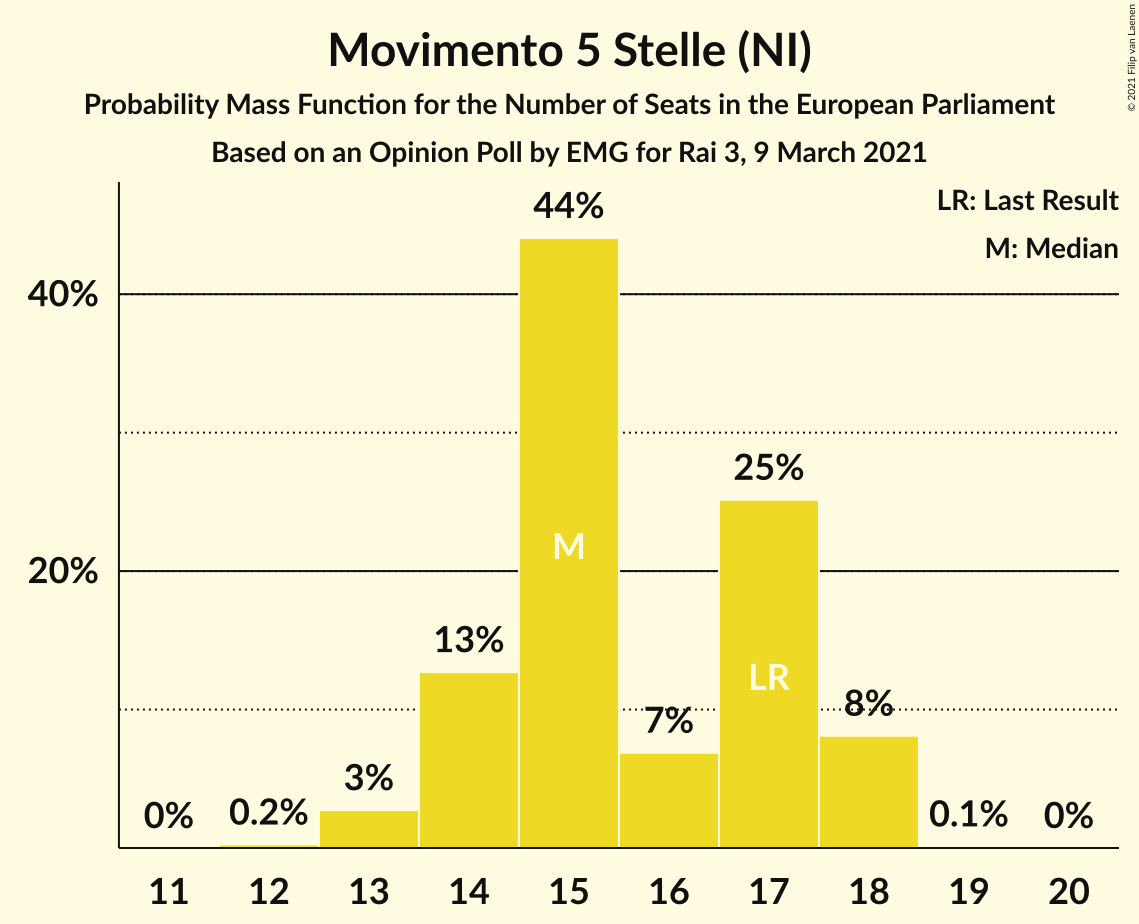 Movimento 5 Stelle (NI)
Probability Mass Function for the Number of Seats in the European Parliament
Based on an Opinion Poll by EMG for Rai 3, 9 March 2021
© 2021 Filip van Laenen
LR: Last Result
M: Median
40%
20%
0%
0.2%
3%
13%
44%
7%
25%
8%
0.1%
0%
M
LR
11 12 13 14 15 16 17 18 19 20